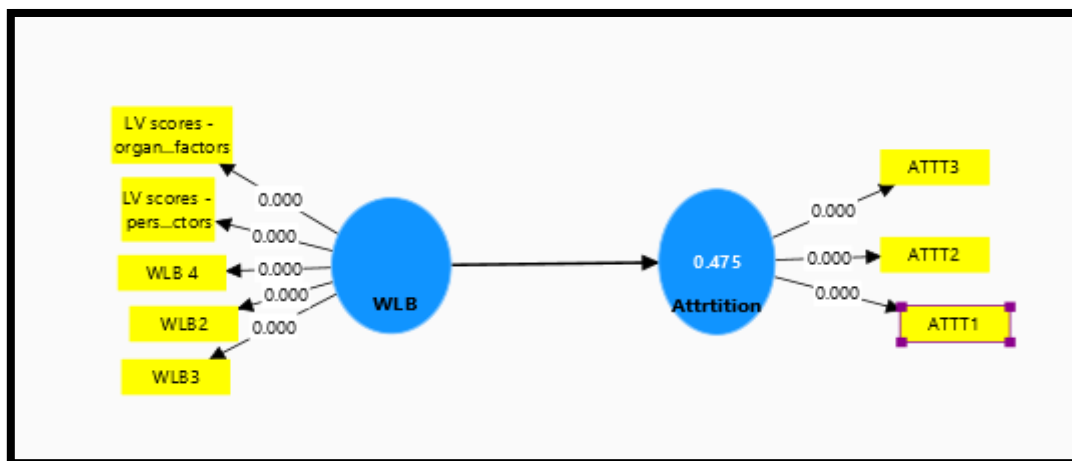 LV scores -
organ...factors
0.000
LV scores -
pers...ctors
0.000
WLB 4
0.000
0.000
WLB2
0.000
WLB3
WLB
0.475
Attrtition
0.000
ATTT3
0.000
ATTT2
0.000
ATTT1